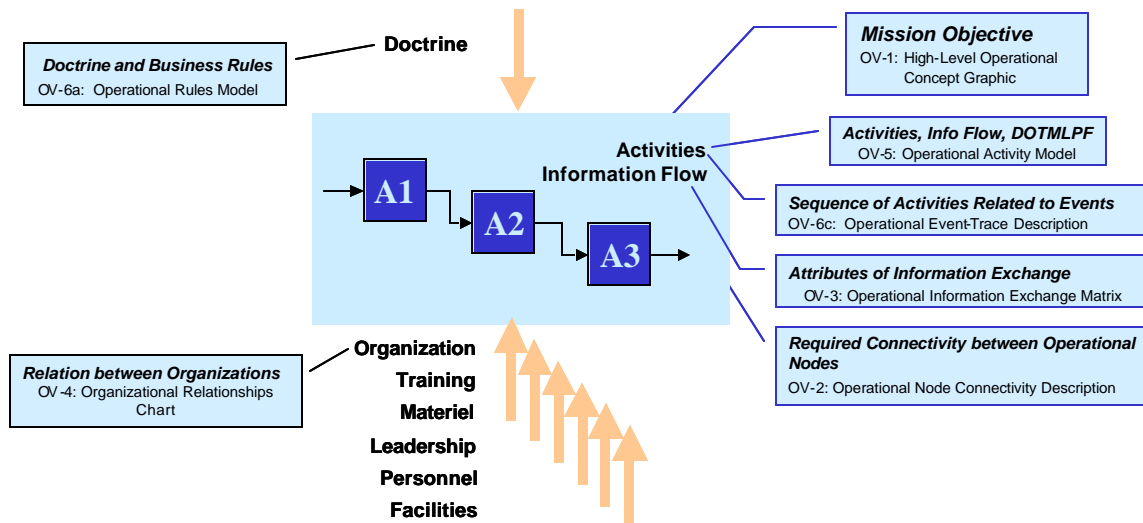 Doctrine
Doctrine and Business Rules
OV-6a: Operational Rules Model
Mission Objective
OV-1: High-Level Operational
Concept Graphic
Activities, Info Flow, DOTMLPF
OV-5: Operational Activity Model
Activities
Information Flow
A1
A2
A3
Sequence of Activities Related to Events
OV-6c: Operational Event-Trace Description
Attributes of Information Exchange
OV-3: Operational Information Exchange Matrix
Required Connectivity between Operational
Nodes
OV-2: Operational Node Connectivity Description
Relation between Organizations
OV-4: Organizational Relationships
Chart
Organization
Training
Materiel
Leadership
Personnel
Facilities